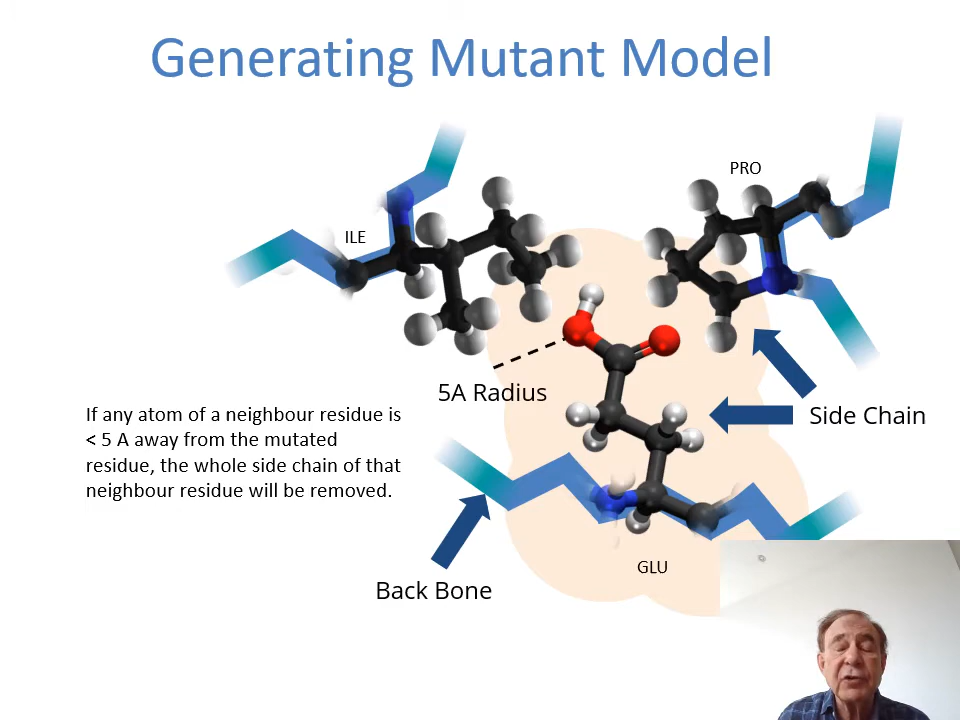 Generating Mutant Model
PRO
ILE
5A Radius
Side Chain
If any atom of a neighbour residue is
< 5 A away from the mutated
residue, the whole side chain of that
neighbour residue will be removed.
GLU
Back Bone